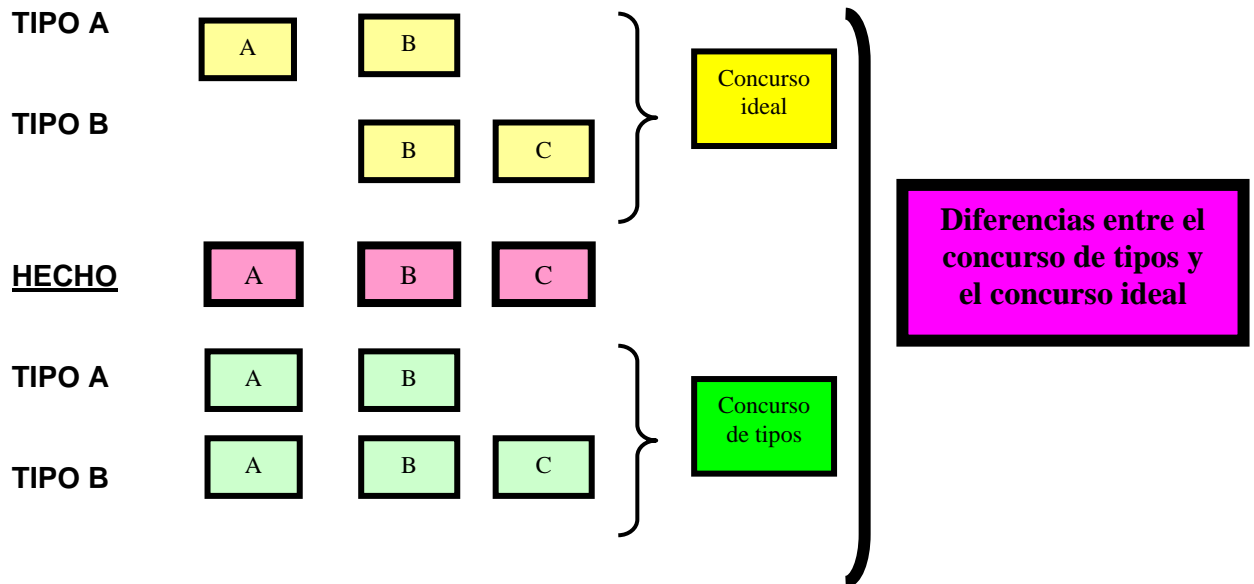 TIPO A
A B
Concurso
ideal
TIPO B
B C
Diferencias entre el
concurso de tipos y
el concurso ideal
HECHO
A B C
TIPO A
A B
Concurso
de tipos
TIPO B
A B C